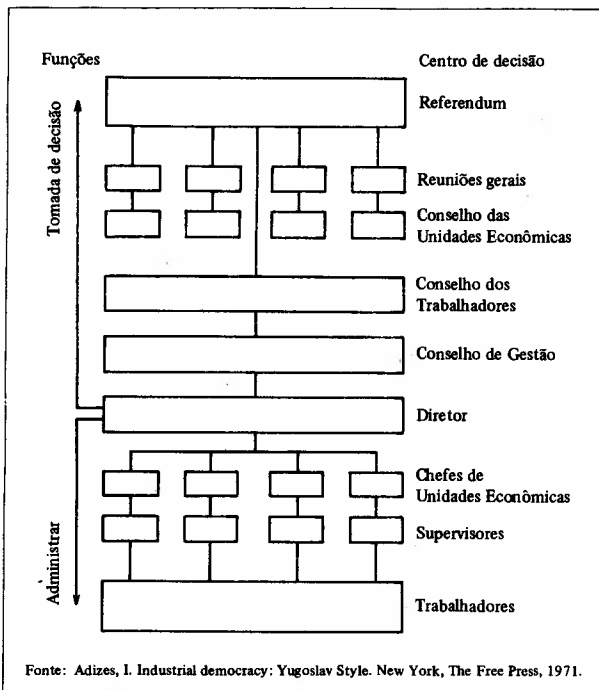 Funções
Centro de decisão
Referendum
Tomada de decisão
Reuniões gerais
Conselho das
Unidades Econômicas
Conselho dos
Trabalhadores
Conselho de Gestão
Diretor
Chefes de
Unidades Econômicas
Administrar
Supervisores
Trabalhadores
Fonte: Adizes, I. Industrial democracy: Yugoslav Style. New York, The Free Press, 1971.